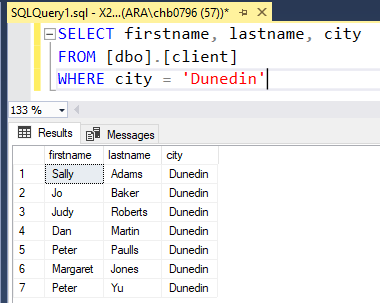 SQLQuery1.sql - X2...(ARA\chb0796 (57))*
SELECT firstname, lastname, city
FROM [dbo].[client]
WHERE city = 'Dunedin'
133 %
Results Messages
firstname lastname city
1 Sally Adams Dunedin
2 Jo Baker Dunedin
3 Judy Roberts Dunedin
4 Dan Martin Dunedin
5 Peter Paulls Dunedin
6 Margaret Jones Dunedin
7 Peter Yu Dunedin